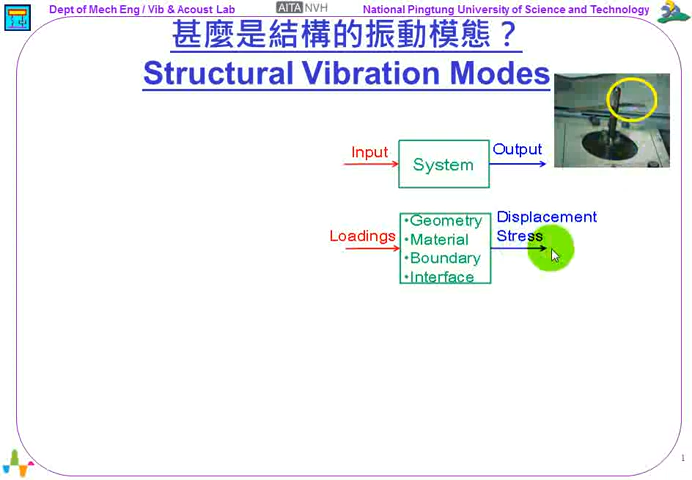 Dept of Mech Eng / Vib & Acoust Lab AITA NVH National Pingtung University of Science and Technology
甚麼是結構的振動模態？
Structural Vibration Modes
Input System Output
Loadings
•Geometry
•Material
•Boundary
•Interface
Displacement
Stress
1